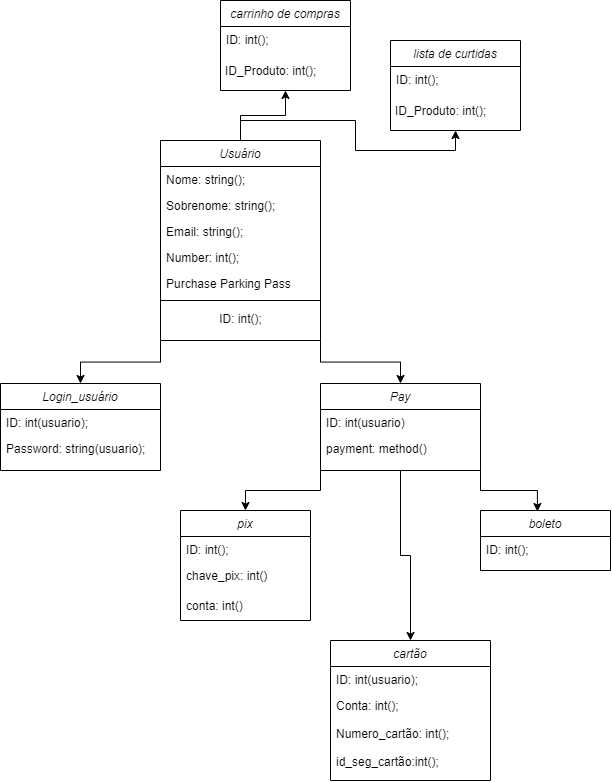 carrinho de compras
ID: int();
ID_Produto: int();
lista de curtidas
ID: int();
ID_Produto: int();
Usuário
Nome: string();
Sobrenome: string();
Email: string();
Number: int();
Purchase Parking Pass
ID: int();
Login_usuário
ID: int(usuario);
Password: string(usuario);
Pay
ID: int(usuario)
payment: method()
pix
ID: int();
chave_pix: int()
conta: int()
boleto
ID: int();
cartão
ID: int(usuario);
Conta: int();
Numero_cartão: int();
id_seg_cartão:int();